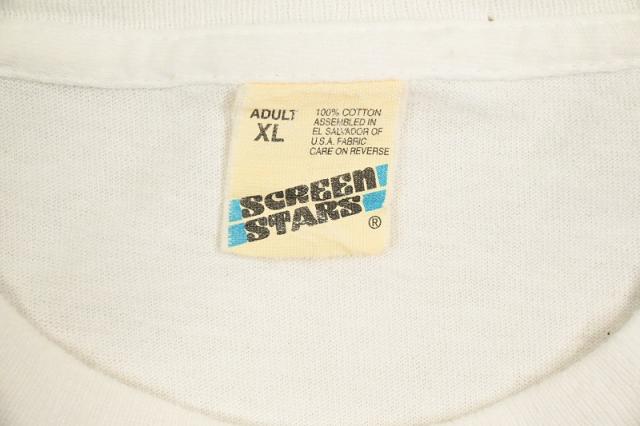 ADULT
XL
100% COTTON
ASSEMBLED IN
EL SALVADOR OF
U.S.A. FABRIC
CARE ON REVERSE
SCREEN
STARS ®